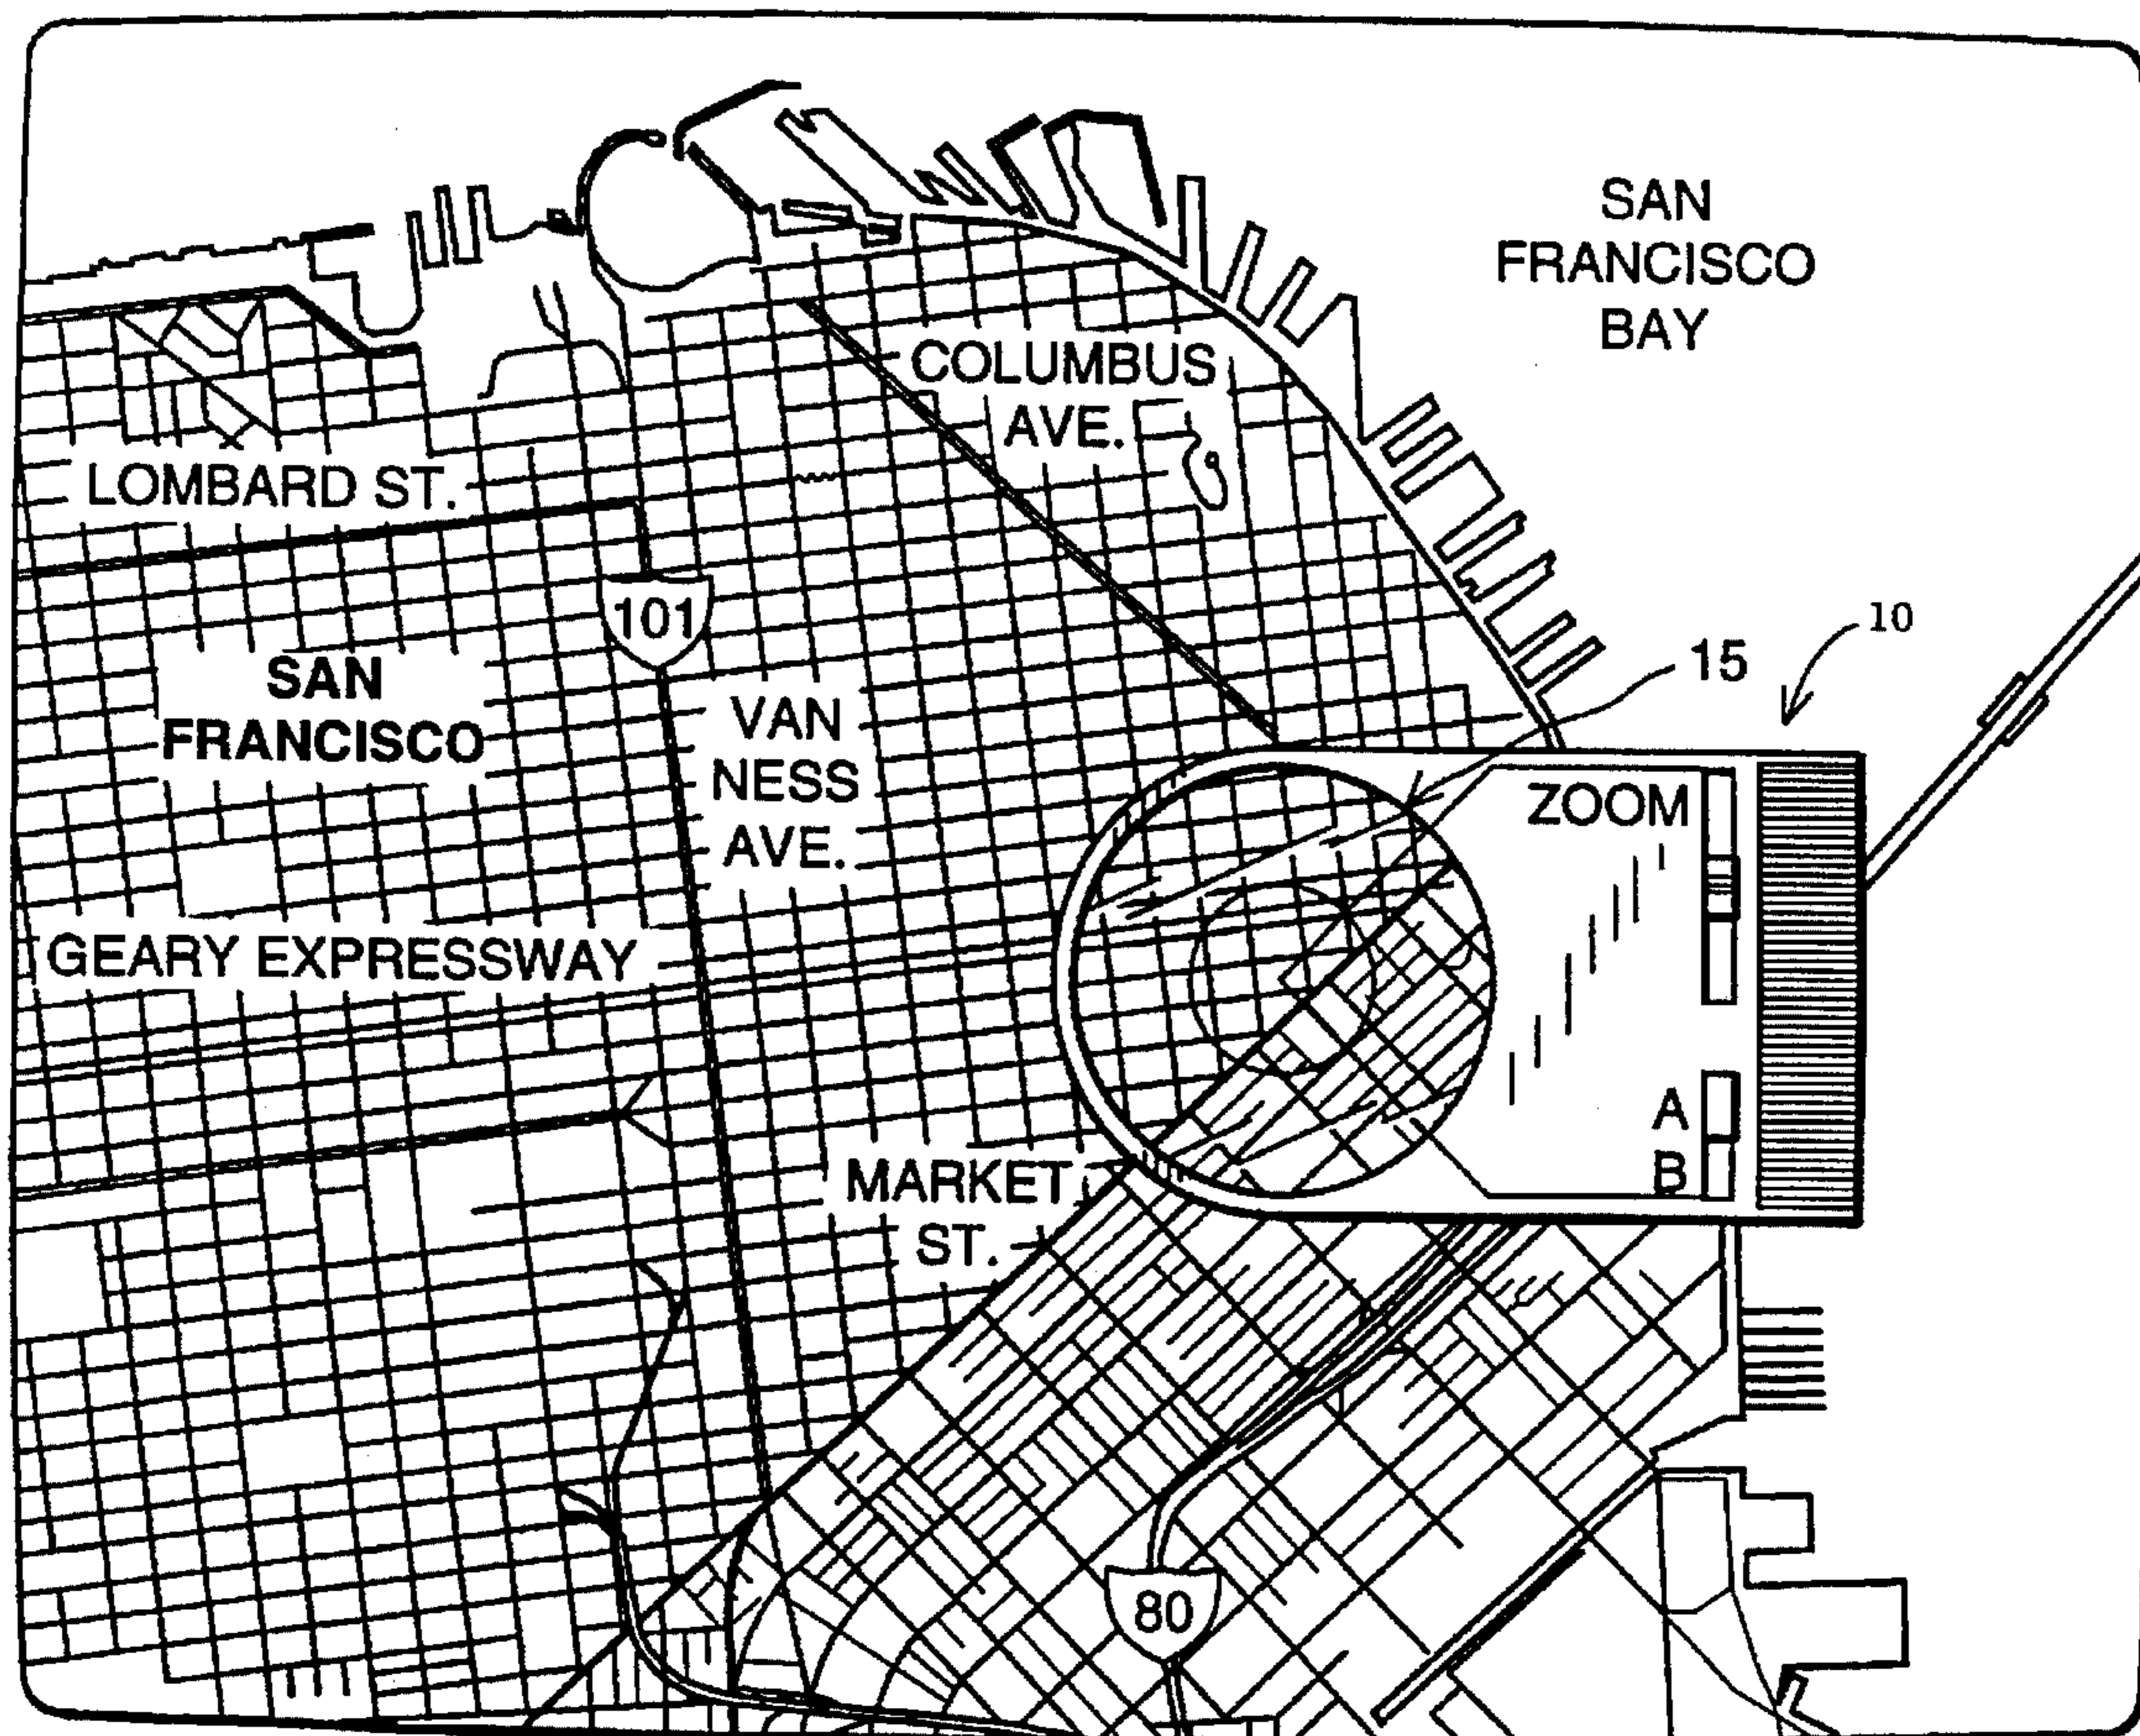 SAN
FRANCISCO
BAY
COLUMBUS
AVE.
LOMBARD ST.
101
10
15
SAN
FRANCISCO
VAN
NESS
AVE.
ZOOM
GEARY EXPRESSWAY
A
B
MARKET
ST.
80